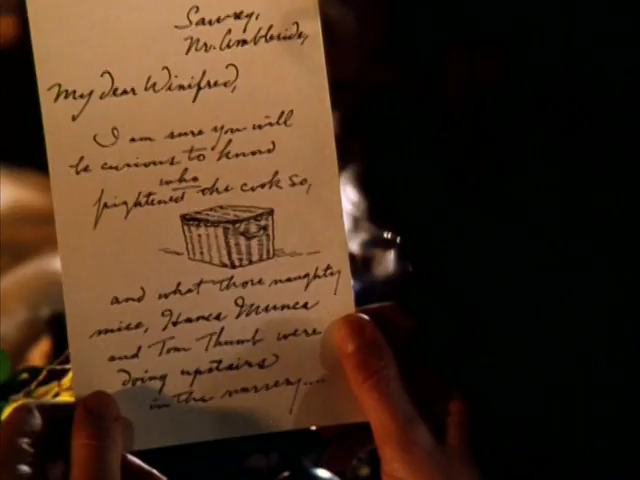 Sawrey,
Nr. Ambleside,
My dear Winifred,
I am sure you will
be curious to know
who
frightened the cook so,
and what those naughty
mice, Hunca Munca
and Tom Thumb were
doing upstairs
in the nursery....